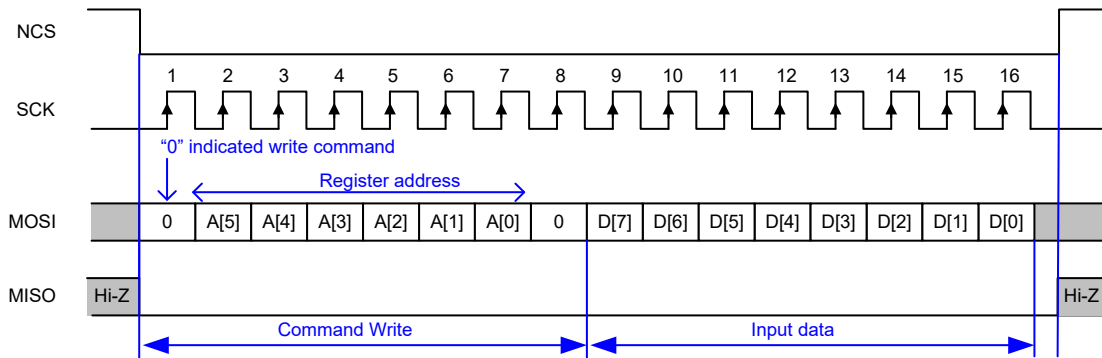 NCS
1 2 3 4 5 6 7 8 9 10 11 12 13 14 15 16
SCK
“0” indicated write command
Register address
MOSI 0 A[5] A[4] A[3] A[2] A[1] A[0] 0 D[7] D[6] D[5] D[4] D[3] D[2] D[1] D[0]
MISO Hi-Z Hi-Z
Command Write Input data